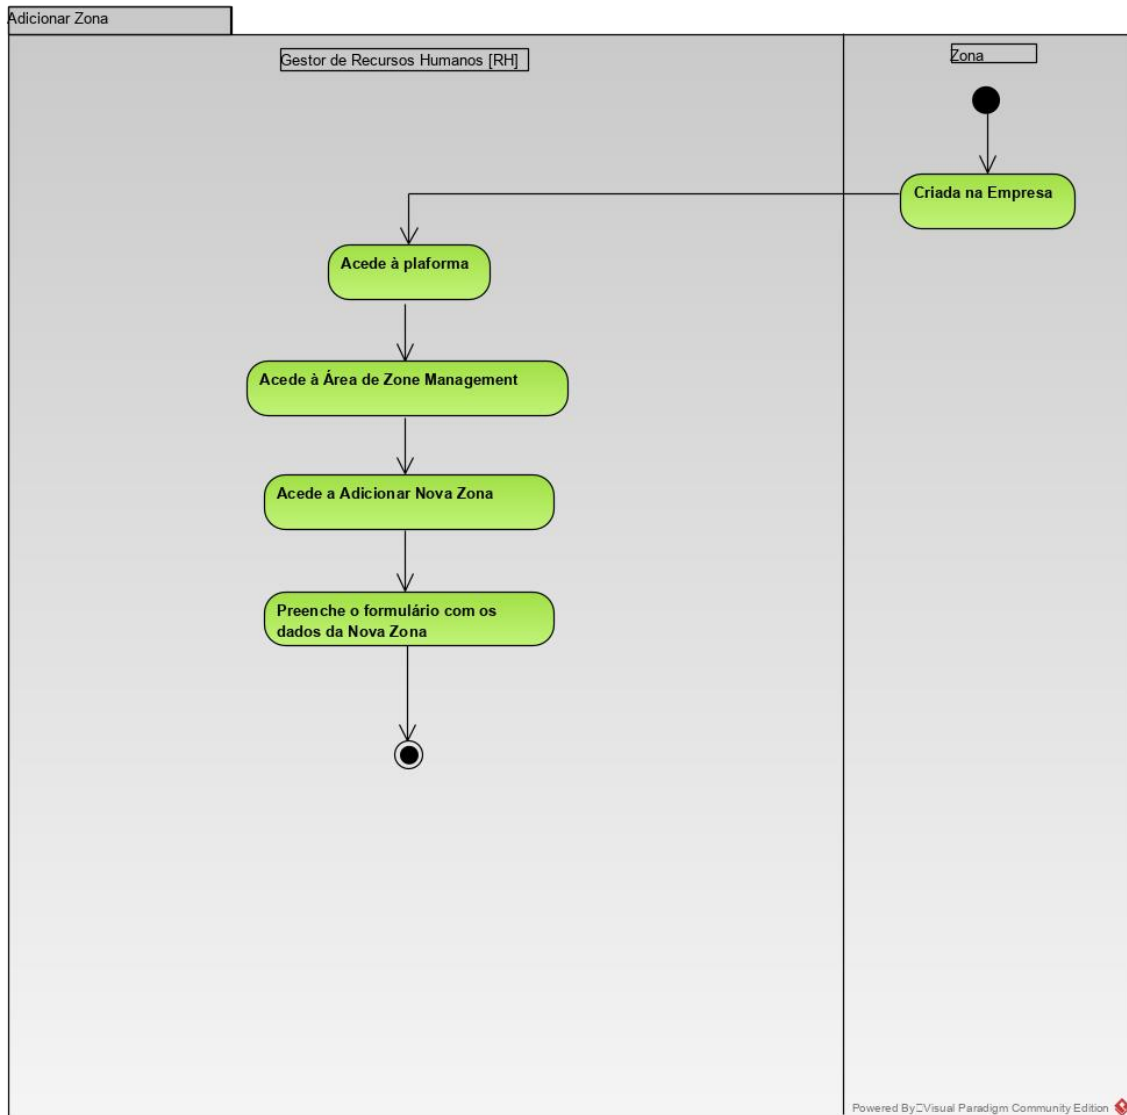 Adicionar Zona
Gestor de Recursos Humanos [RH]
Zona
Criada na Empresa
Acede à plaforma
Acede à Área de Zone Management
Acede a Adicionar Nova Zona
Preenche o formulário com os
dados da Nova Zona
Powered By Visual Paradigm Community Edition